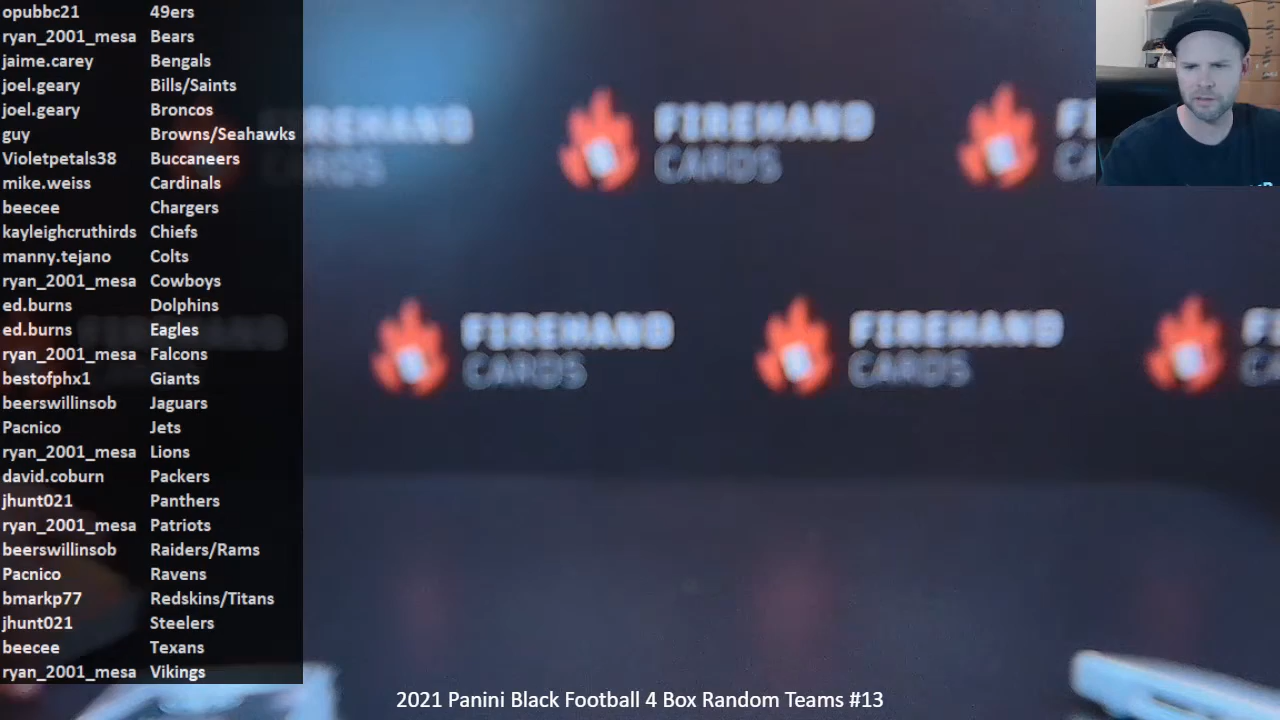 opubbc21 49ers
ryan_2001_mesa Bears
jaime.carey Bengals
joel.geary Bills/Saints
joel.geary Broncos
guy Browns/Seahawks
Violetpetals38 Buccaneers
mike.weiss Cardinals
beecee Chargers
kayleighcruthirds Chiefs
manny.tejano Colts
ryan_2001_mesa Cowboys
ed.burns Dolphins
ed.burns Eagles
ryan_2001_mesa Falcons
bestofphx1 Giants
beerswillinsob Jaguars
Pacnico Jets
ryan_2001_mesa Lions
david.coburn Packers
jhunt021 Panthers
ryan_2001_mesa Patriots
beerswillinsob Raiders/Rams
Pacnico Ravens
bmarkp77 Redskins/Titans
jhunt021 Steelers
beecee Texans
ryan_2001_mesa Vikings
FIREHAND
CARDS
FIREHAND
CARDS
FIREHAND
CARDS
FIREHAND
CARDS
2021 Panini Black Football 4 Box Random Teams #13